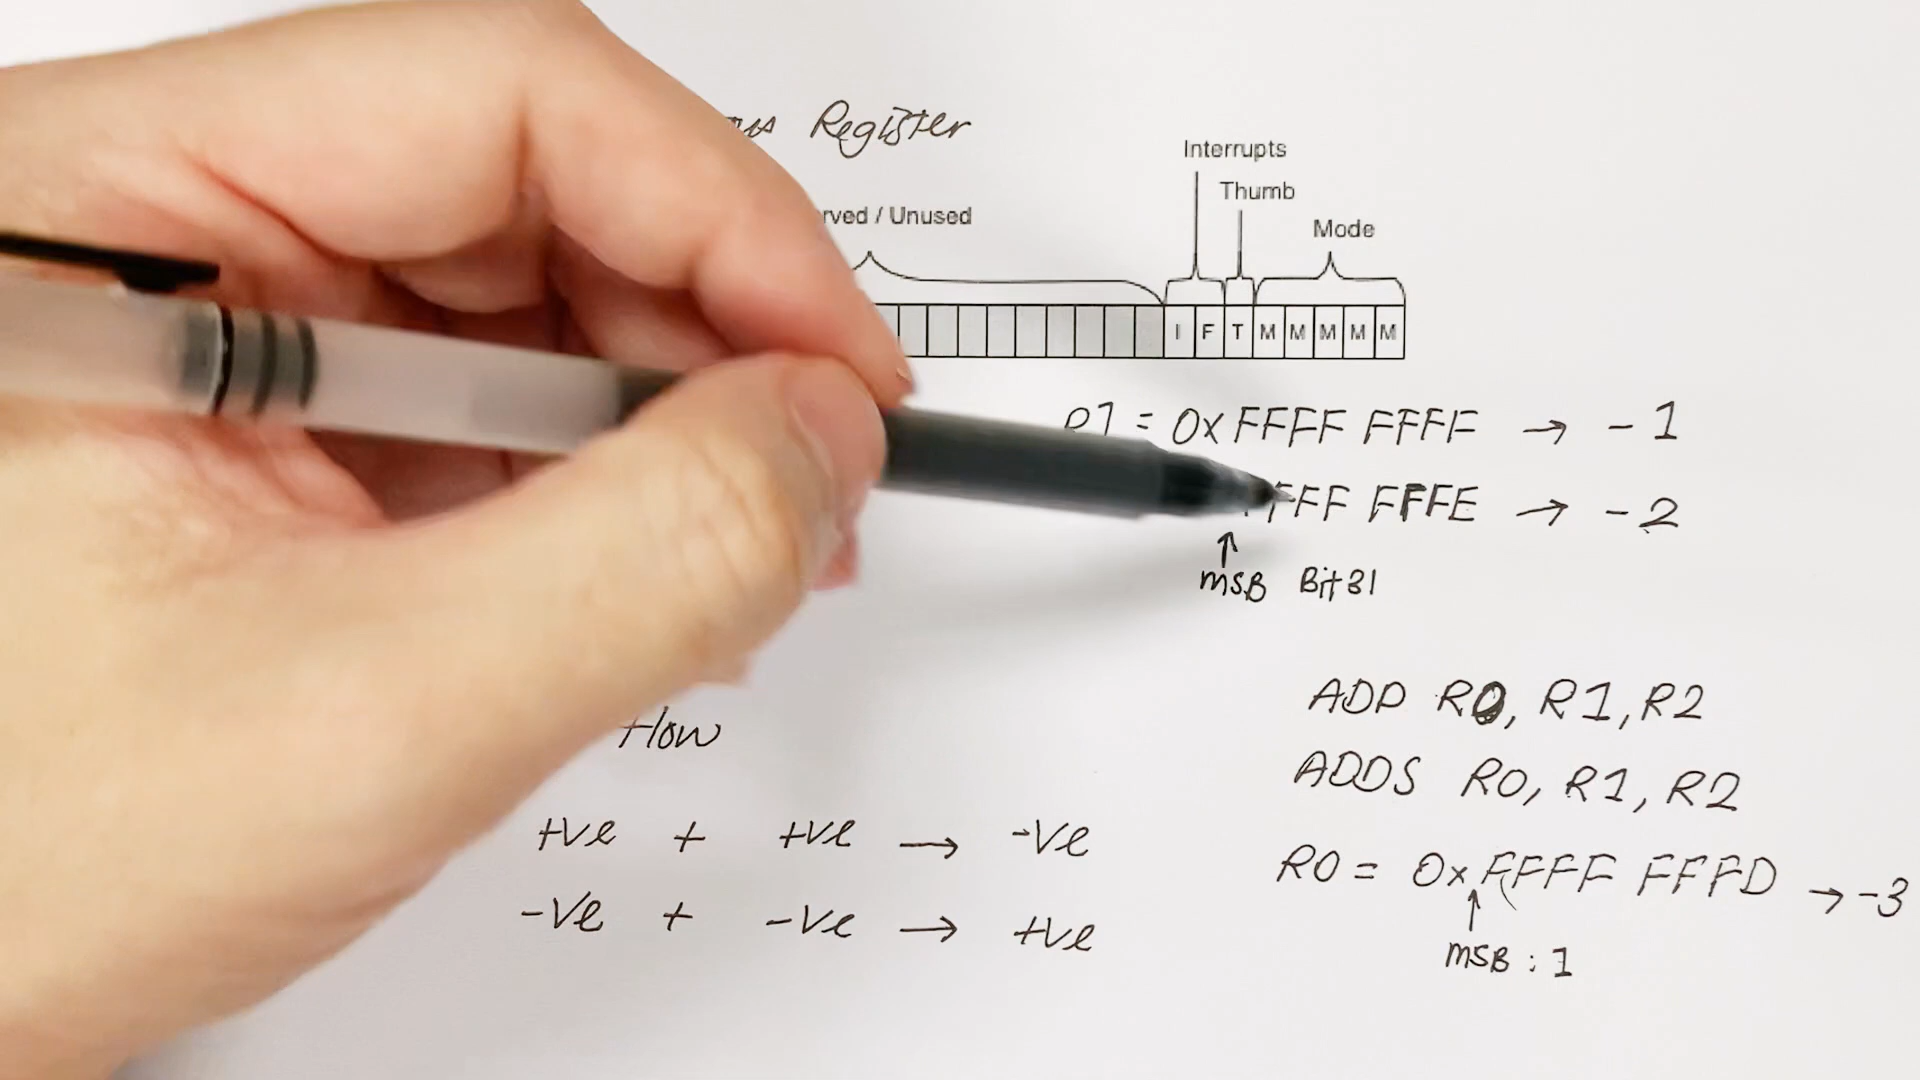 Register
Interrupts
Thumb
/ Unused
Mode
I F T M M M M M
= 0x FFFF FFFF → -1
FFF FFFE → -2
↑
MSB Bit 31
ADD R0, R1, R2
flow
ADDS R0, R1, R2
+ve + +ve → -ve
R0 = 0x FFFF FFFD → -3
-ve + -ve → +ve
↑
MSB : 1